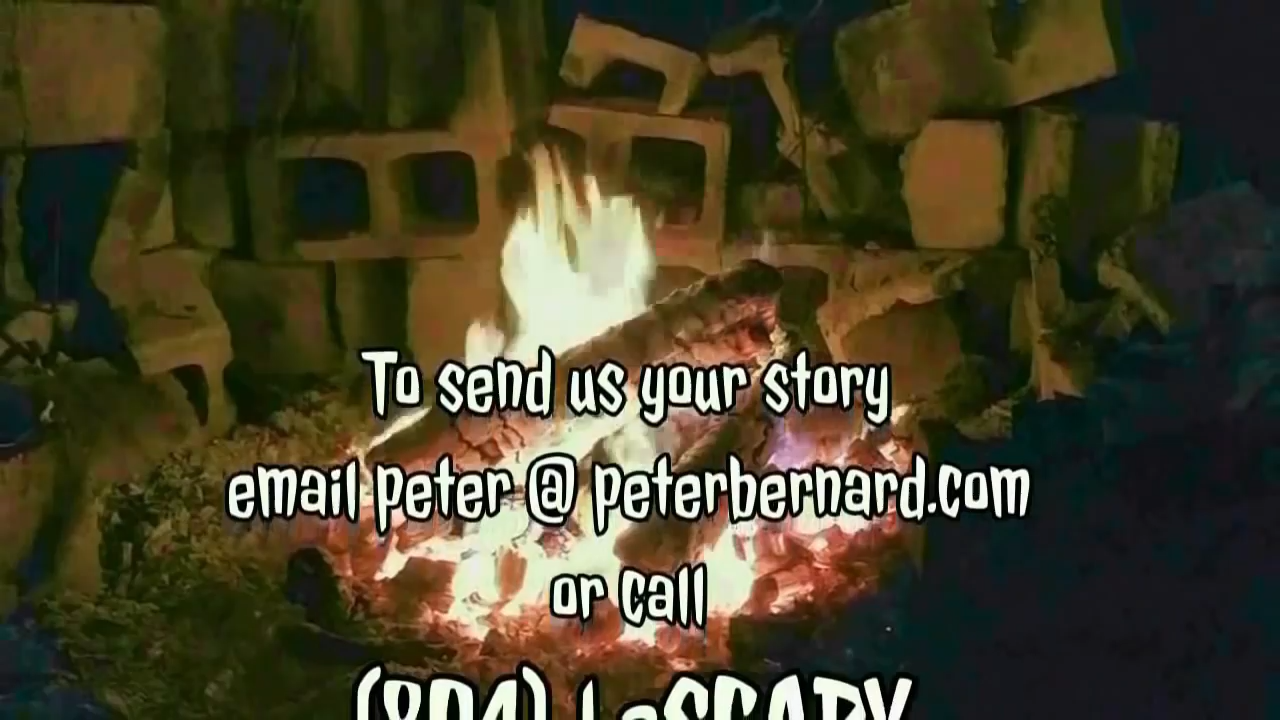 To send us your story
email peter @ peterbernard.com
or call